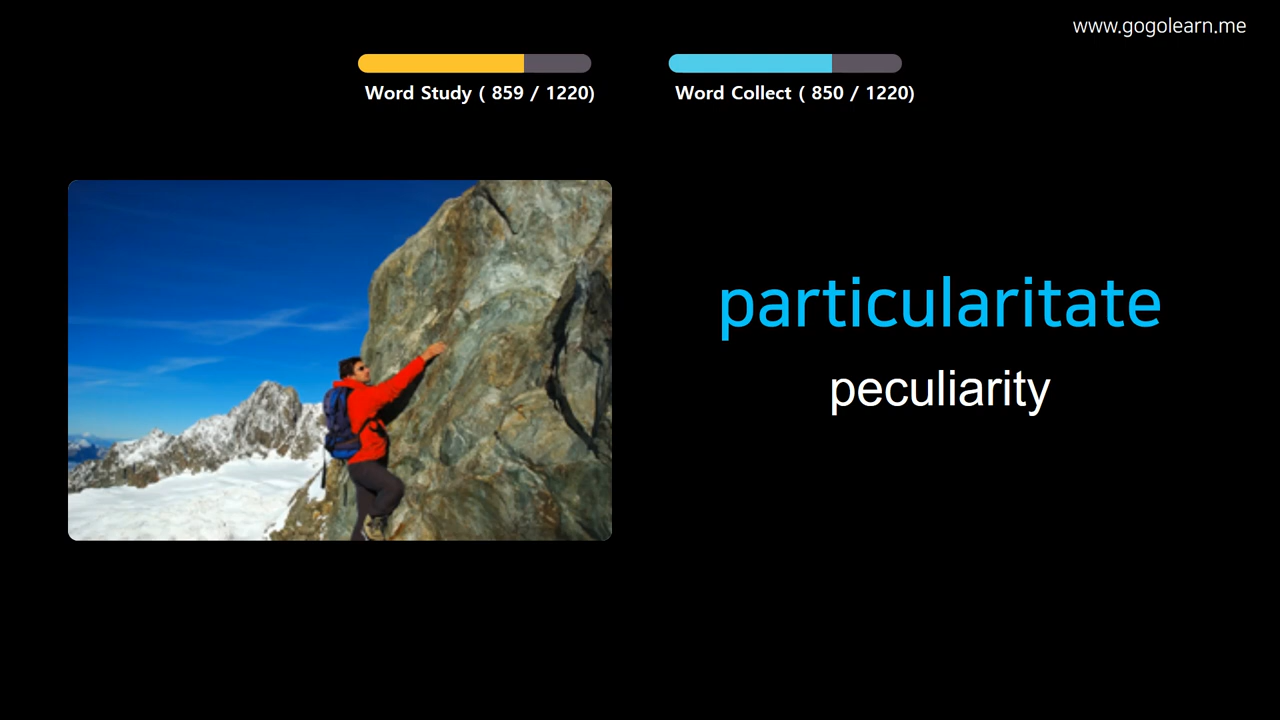 www.gogolearn.me
Word Study ( 859 / 1220)
Word Collect ( 850 / 1220)
particularitate
peculiarity